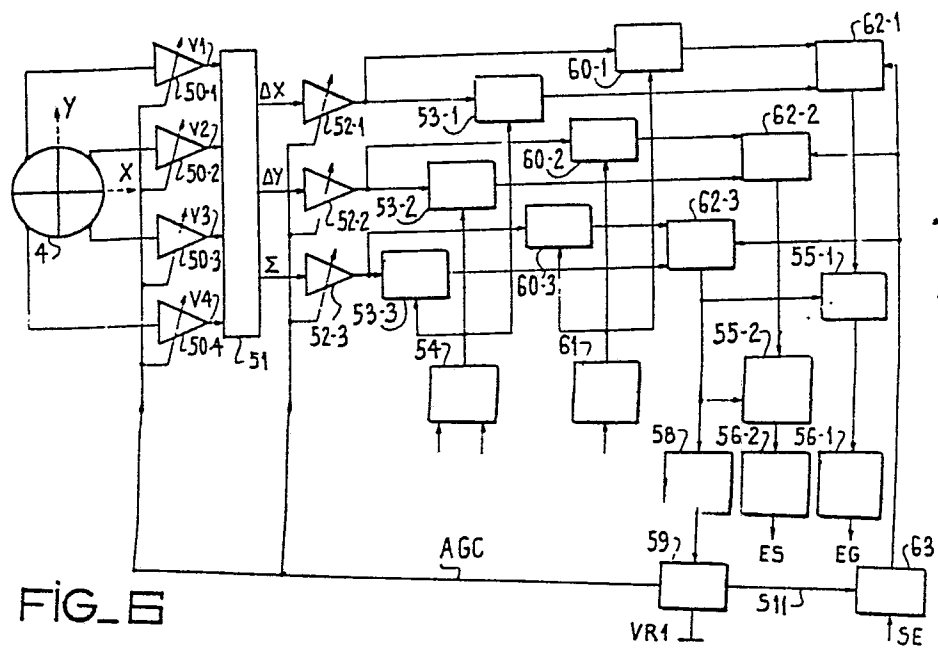 62-1
V1
Y
50-1
60-1
ΔX
53-1
52-1
V2
62-2
X
50-2
60-2
ΔY
53-2
52-2
V3
62-3
4
50-3
Σ
60-3
55-1
V4
53-3
50-4
52-3
54
61
55-2
51
58
56-2
56-1
ES
EG
AGC
59
63
S11
VR1
SE
FIG_6